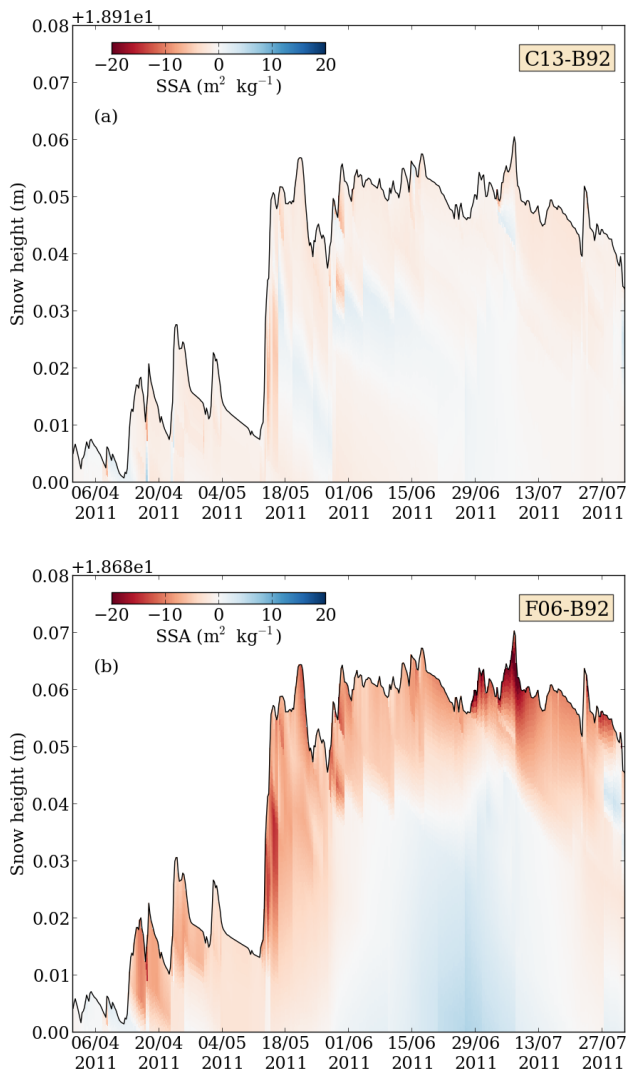 +1.891e1
0.08
−20 −10 0 10 20
SSA (m² kg⁻¹)
C13-B92
0.07
(a)
0.06
0.05
Snow height (m)
0.04
0.03
0.02
0.01
0.00
06/04 20/04 04/05 18/05 01/06 15/06 29/06 13/07 27/07
2011 2011 2011 2011 2011 2011 2011 2011 2011
+1.868e1
0.08
−20 −10 0 10 20
SSA (m² kg⁻¹)
F06-B92
0.07
(b)
0.06
0.05
Snow height (m)
0.04
0.03
0.02
0.01
0.00
06/04 20/04 04/05 18/05 01/06 15/06 29/06 13/07 27/07
2011 2011 2011 2011 2011 2011 2011 2011 2011